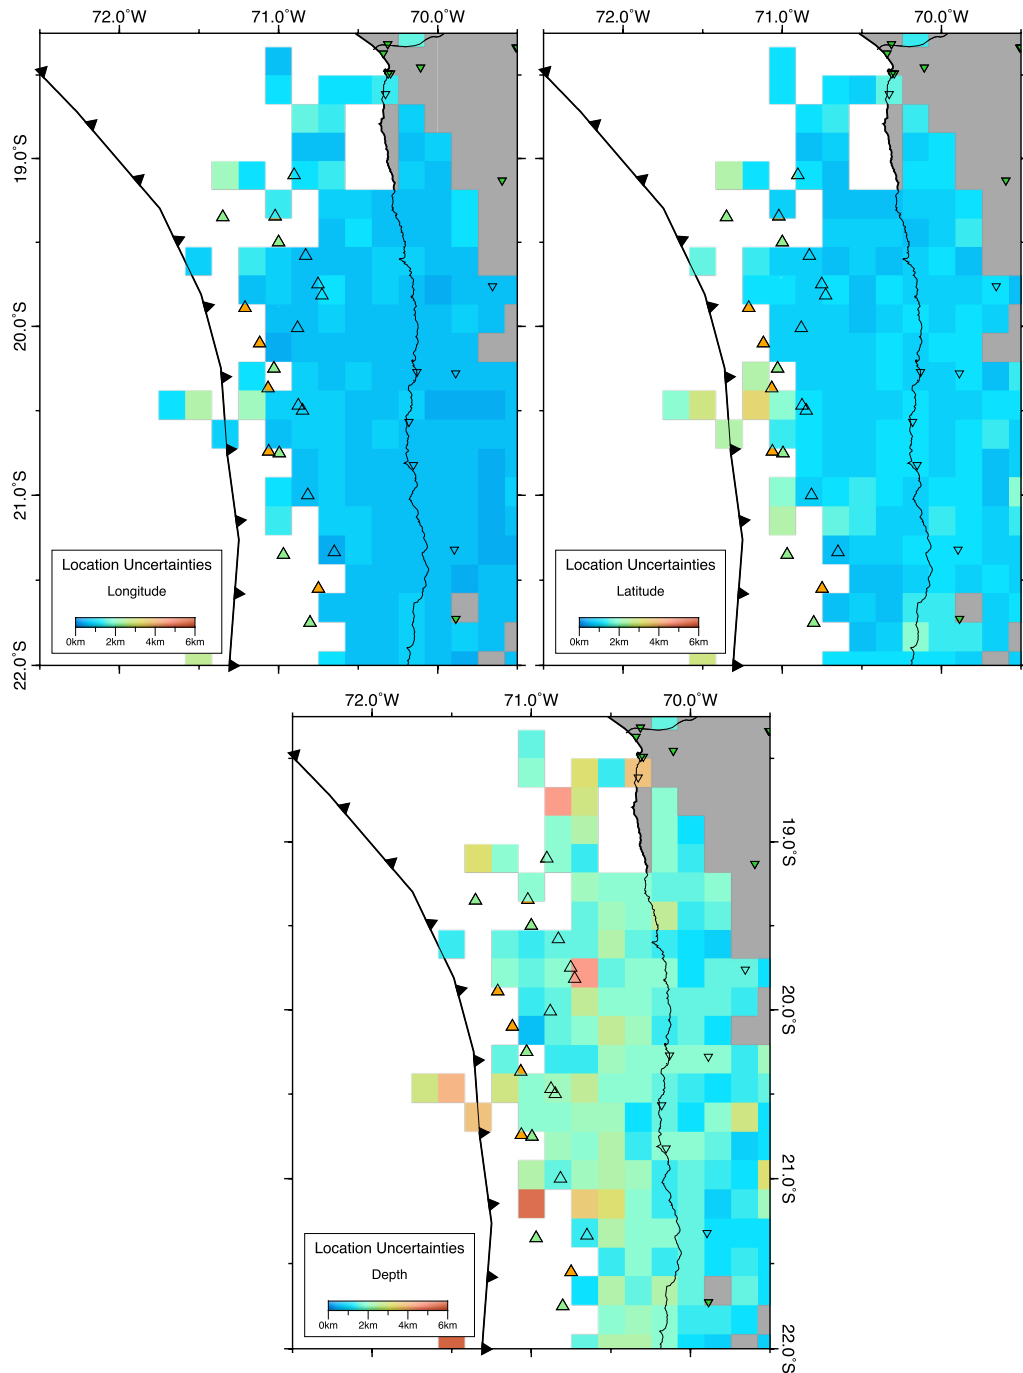 72.0°W 71.0°W 70.0°W
72.0°W 71.0°W 70.0°W
19.0°S
20.0°S
21.0°S
22.0°S
Location Uncertainties
Longitude
0km 2km 4km 6km
Location Uncertainties
Latitude
0km 2km 4km 6km
72.0°W 71.0°W 70.0°W
19.0°S
20.0°S
21.0°S
22.0°S
Location Uncertainties
Depth
0km 2km 4km 6km